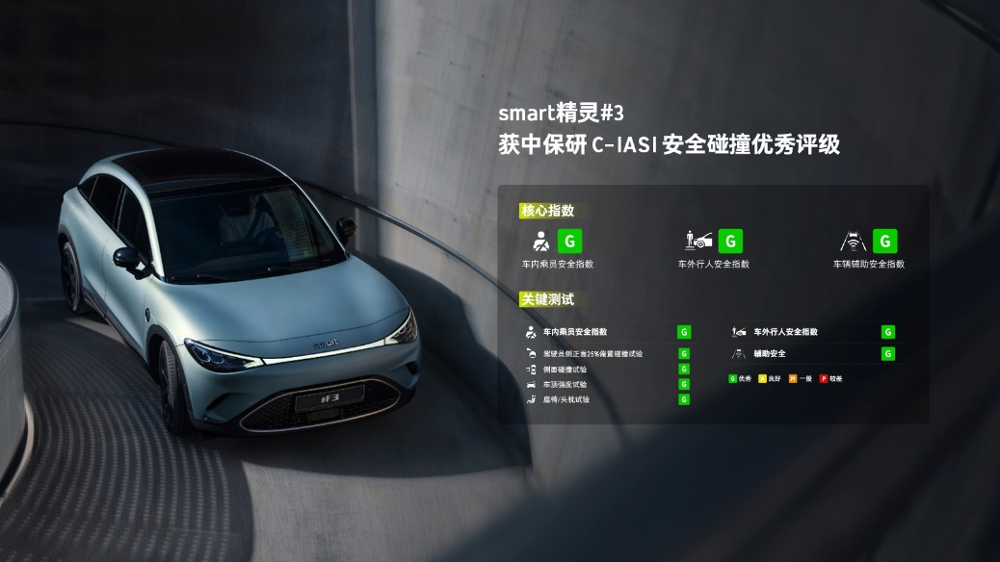 smart精灵#3
获中保研 C-IASI 安全碰撞优秀评级
核心指数
G
G
G
车内乘员安全指数
车外行人安全指数
车辆辅助安全指数
关键测试
车内乘员安全指数 G
驾驶员侧正面25%偏置碰撞试验 G
侧面碰撞试验 G
车顶强度试验 G
座椅/头枕试验 G
车外行人安全指数 G
辅助安全 G
G 优秀 A 良好 M 一般 P 较差
smart
#3